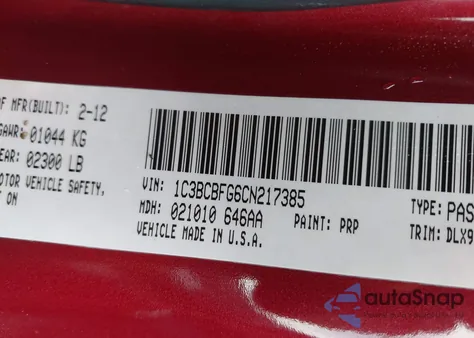 OF MFR(BUILT): 2-12
GAWR: 01044 KG
EAR: 02300 LB
OTOR VEHICLE SAFETY,
T ON
VIN: 1C3BCBFG6CN217385
MDH: 021010 646AA
PAINT: PRP
VEHICLE MADE IN U.S.A.
TYPE: PAS
TRIM: DLX9
autoSnap